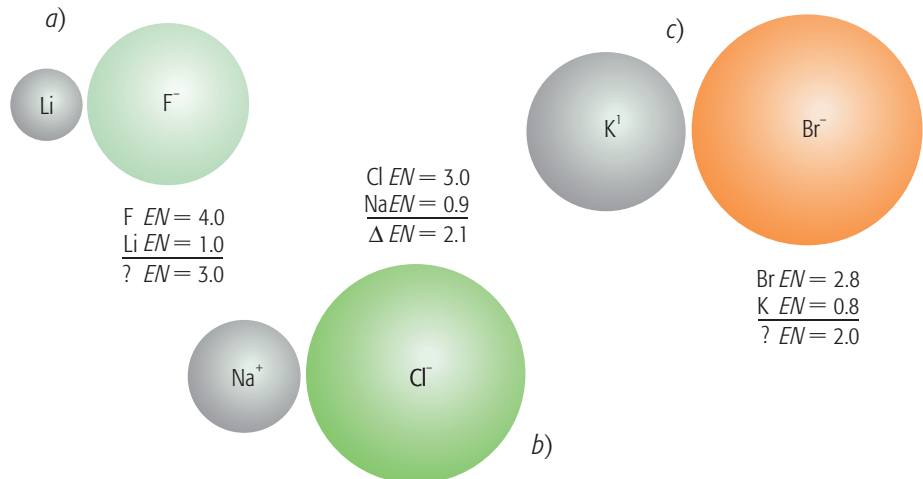 a)
Li
F⁻
F EN = 4.0
Li EN = 1.0
? EN = 3.0
Cl EN = 3.0
Na EN = 0.9
Δ EN = 2.1
Na⁺
Cl⁻
b)
c)
K¹
Br⁻
Br EN = 2.8
K EN = 0.8
? EN = 2.0